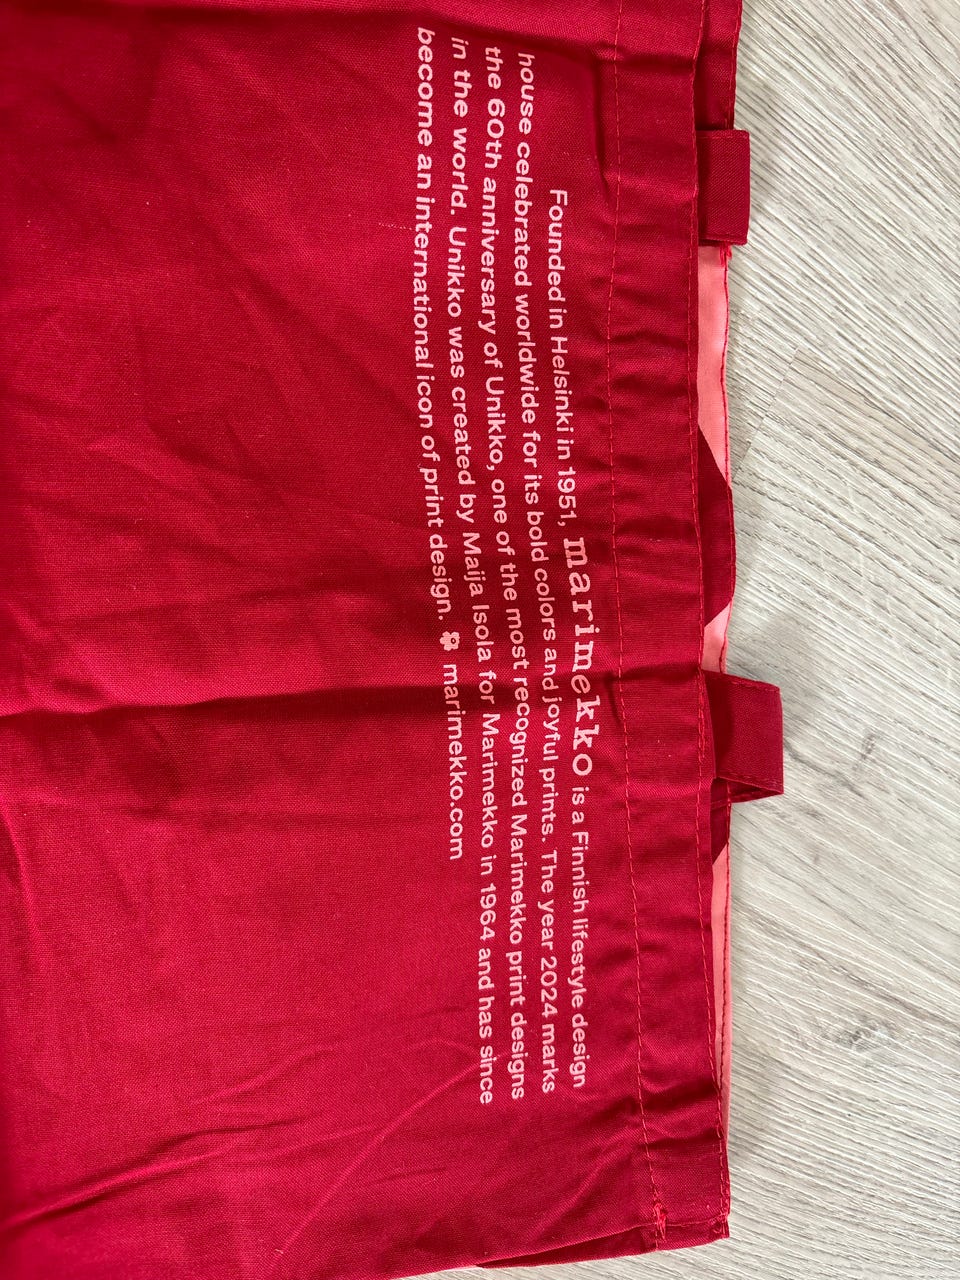 Founded in Helsinki in 1951, marimekko is a Finnish lifestyle design
house celebrated worldwide for its bold colors and joyful prints. The year 2024 marks
the 60th anniversary of Unikko, one of the most recognized Marimekko print designs
in the world. Unikko was created by Maija Isola for Marimekko in 1964 and has since
become an international icon of print design. marimekko.com